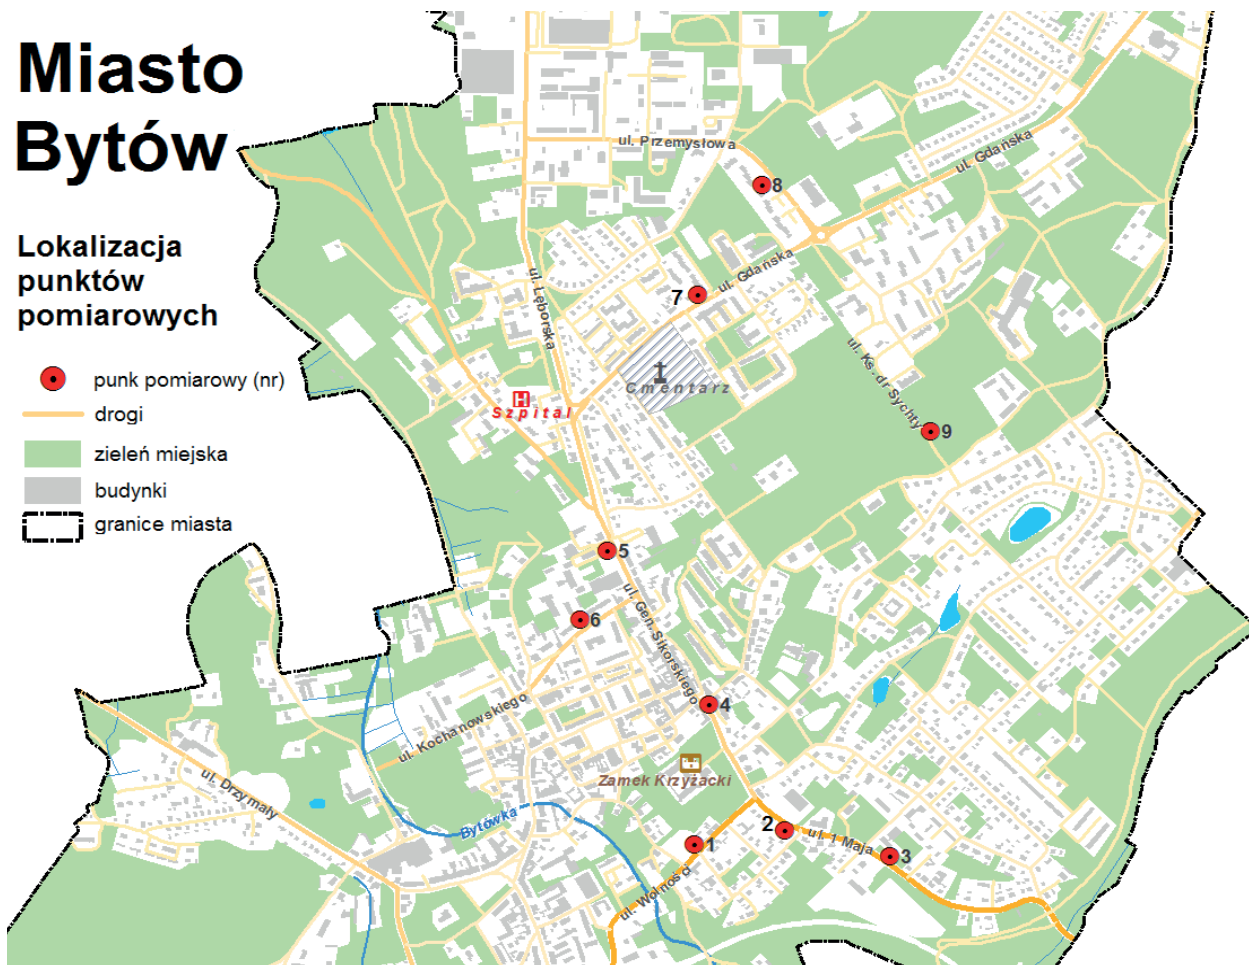 Miasto
Bytów
Lokalizacja
punktów
pomiarowych
punk pomiarowy (nr)
drogi
zieleń miejska
budynki
granice miasta
ul. Przemysłowa
ul. Gdańska
8
ul. Gdańska
7
ul. Lęborska
ul. Ks. dr Sychty
Cmentarz
H
Szpital
9
5
ul. Gen. Sikorskiego
6
4
ul. Kochanowskiego
Zamek Krzyżacki
ul. Drzymały
Bytówka
2
ul. 1 Maja
1
3
ul. Wolności